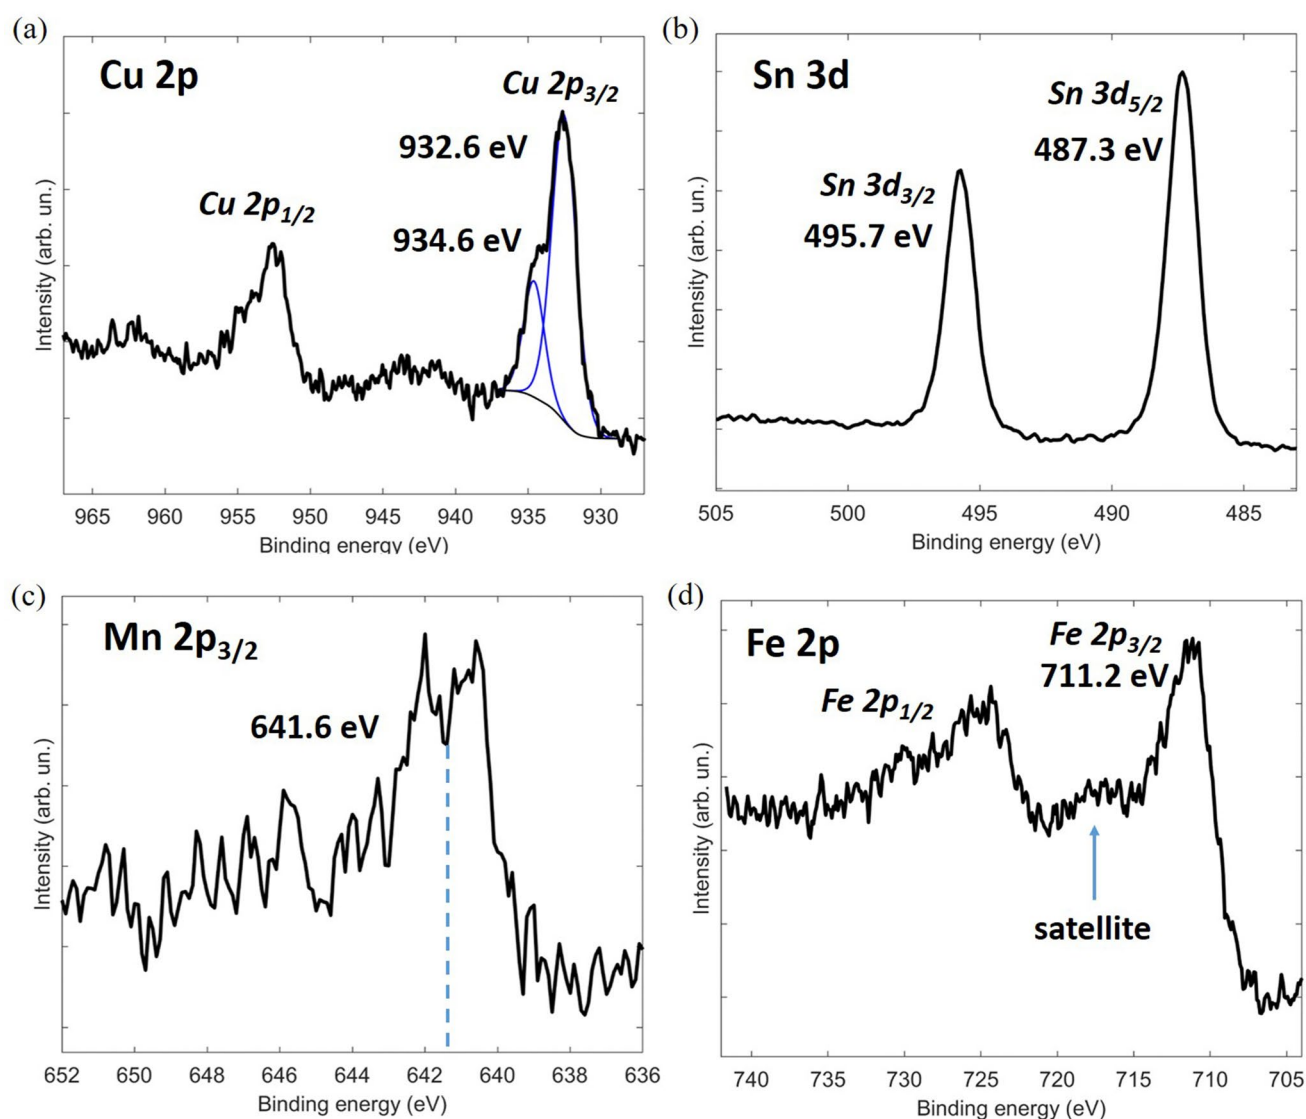 (a)
Cu 2p
Cu 2p3/2
932.6 eV
Cu 2p1/2
934.6 eV
Intensity (arb. un.)
965 960 955 950 945 940 935 930
Binding energy (eV)
(b)
Sn 3d
Sn 3d5/2
487.3 eV
Sn 3d3/2
495.7 eV
Intensity (arb. un.)
505 500 495 490 485
Binding energy (eV)
(c)
Mn 2p3/2
641.6 eV
Intensity (arb. un.)
652 650 648 646 644 642 640 638 636
Binding energy (eV)
(d)
Fe 2p
Fe 2p3/2
711.2 eV
Fe 2p1/2
Intensity (arb. un.)
satellite
740 735 730 725 720 715 710 705
Binding energy (eV)